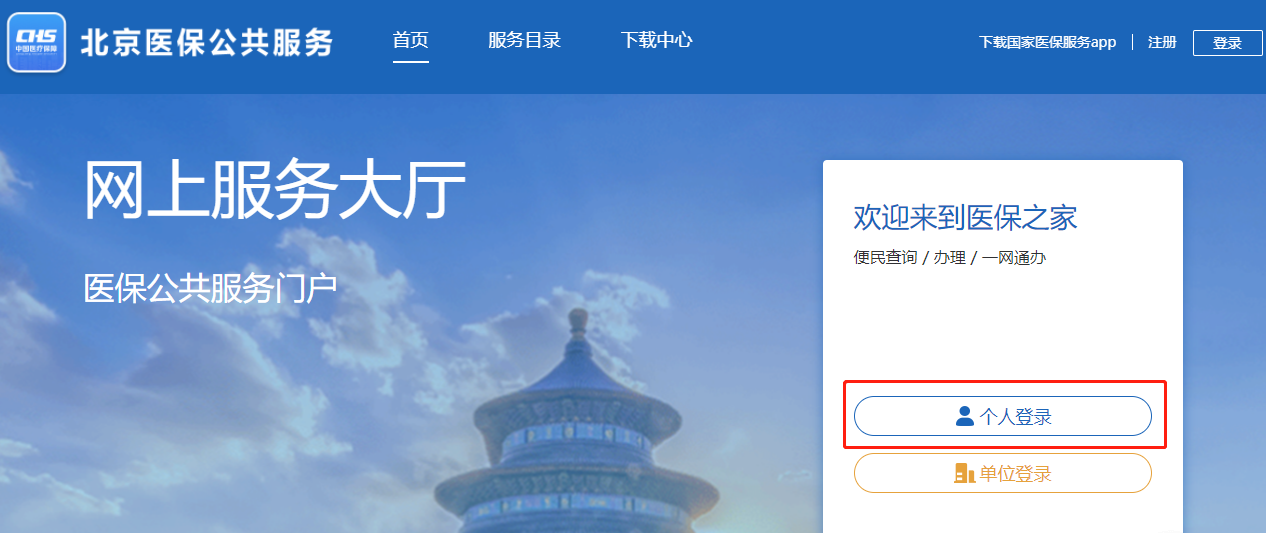 CHS
中国医疗保障
北京医保公共服务
首页 服务目录 下载中心
下载国家医保服务app 注册 登录
网上服务大厅
医保公共服务门户
欢迎来到医保之家
便民查询 / 办理 / 一网通办
个人登录
单位登录